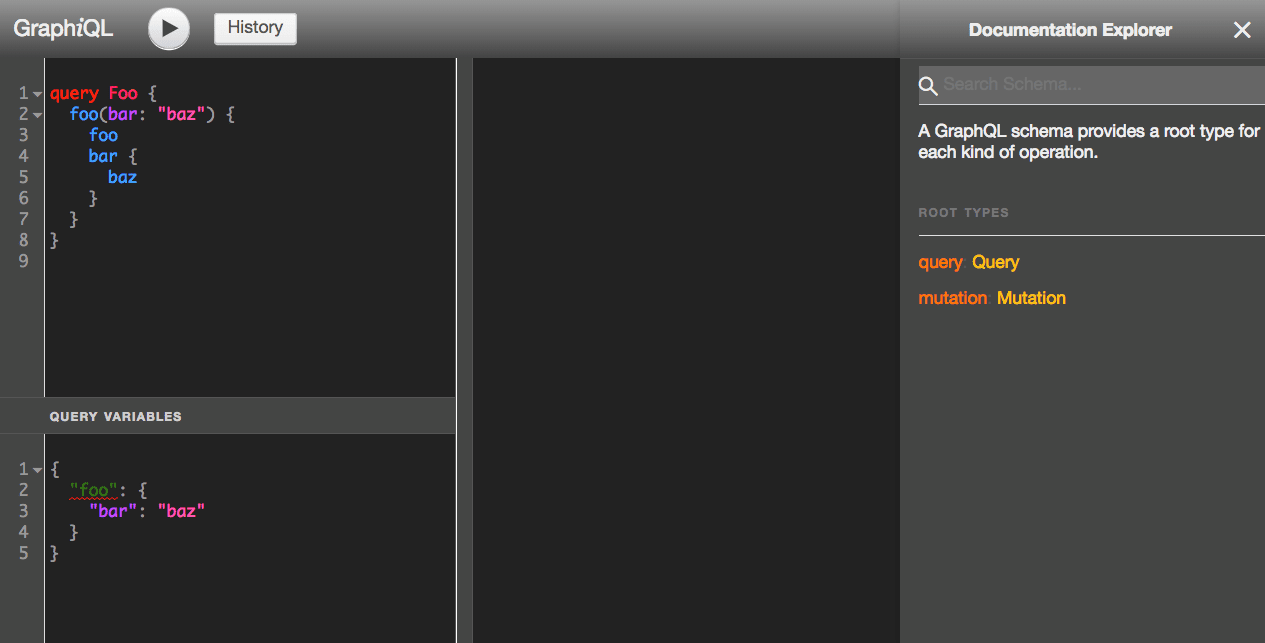 GraphiQL
History
1 query Foo {
2 foo(bar: "baz") {
3 foo
4 bar {
5 baz
6 }
7 }
8 }
9
QUERY VARIABLES
1 {
2 "foo": {
3 "bar": "baz"
4 }
5 }
Documentation Explorer
Search Schema...
A GraphQL schema provides a root type for
each kind of operation.
ROOT TYPES
query: Query
mutation: Mutation